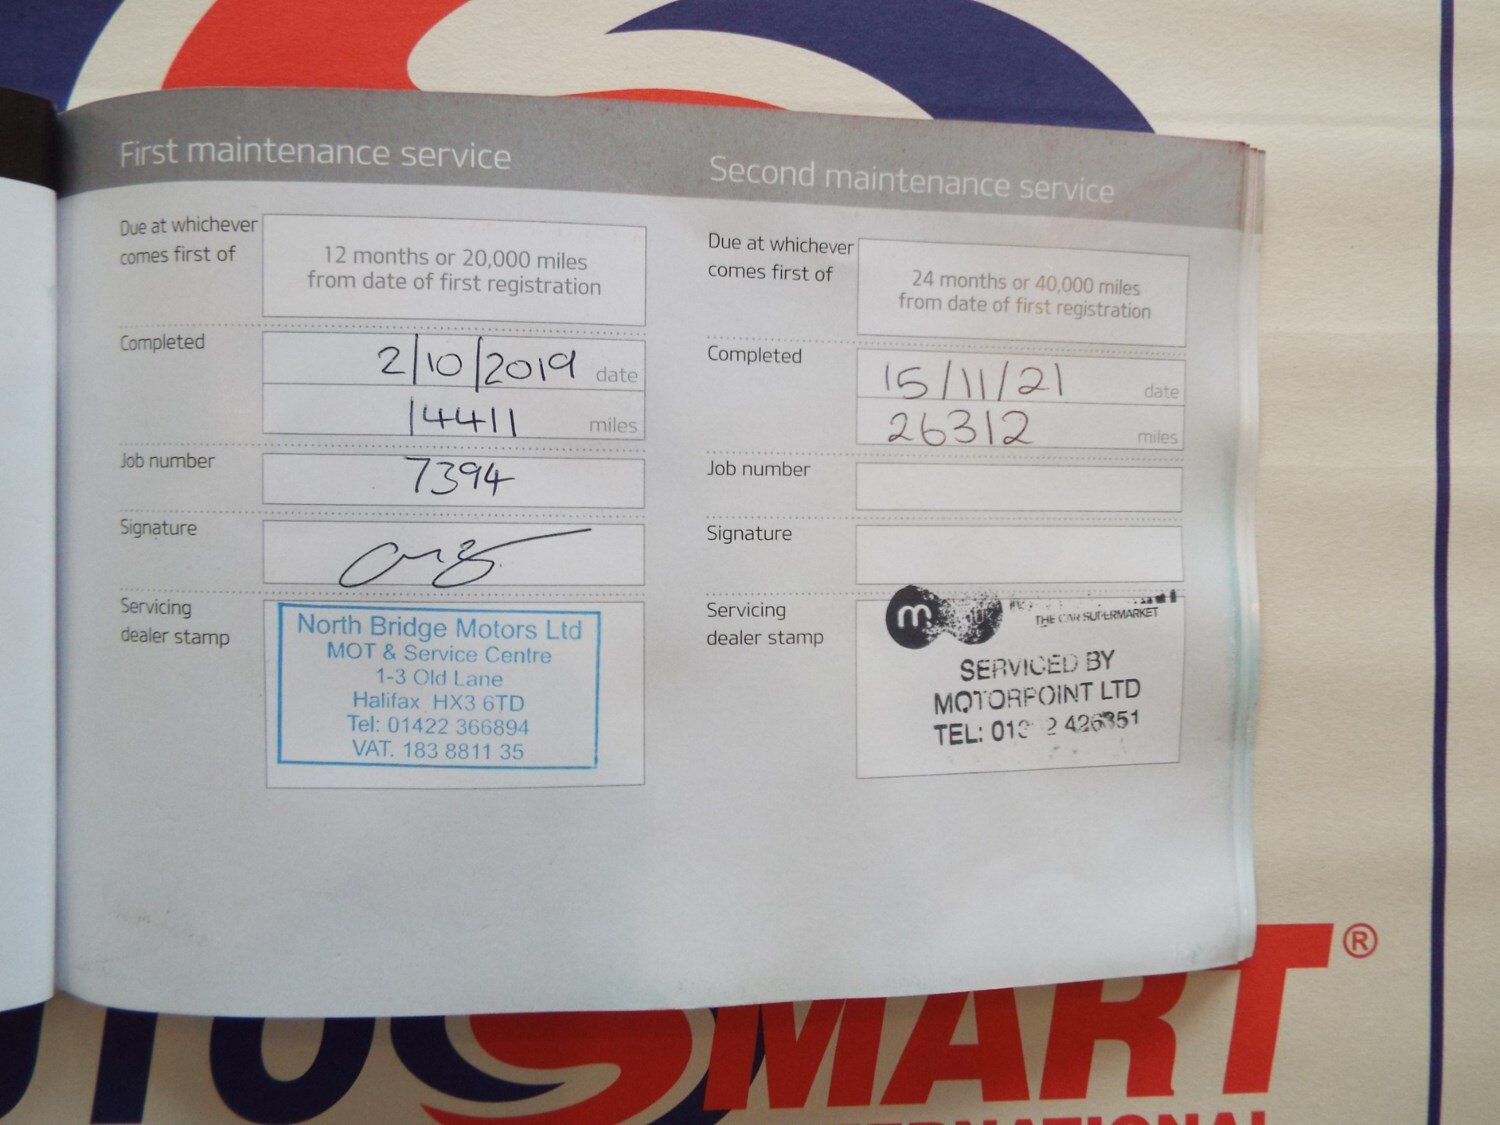 First maintenance service
Due at whichever
comes first of
12 months or 20,000 miles
from date of first registration
Completed
2/10/2019 date
14411 miles
Job number
7394
Signature
Servicing
dealer stamp
North Bridge Motors Ltd
MOT & Service Centre
1-3 Old Lane
Halifax HX3 6TD
Tel: 01422 366894
VAT. 183 8811 35
Second maintenance service
Due at whichever
comes first of
24 months or 40,000 miles
from date of first registration
Completed
15/11/21 date
26312 miles
Job number
Signature
Servicing
dealer stamp
m
THE CAR SUPERMARKET
SERVICED BY
MOTORPOINT LTD
TEL: 426351
SMART ®